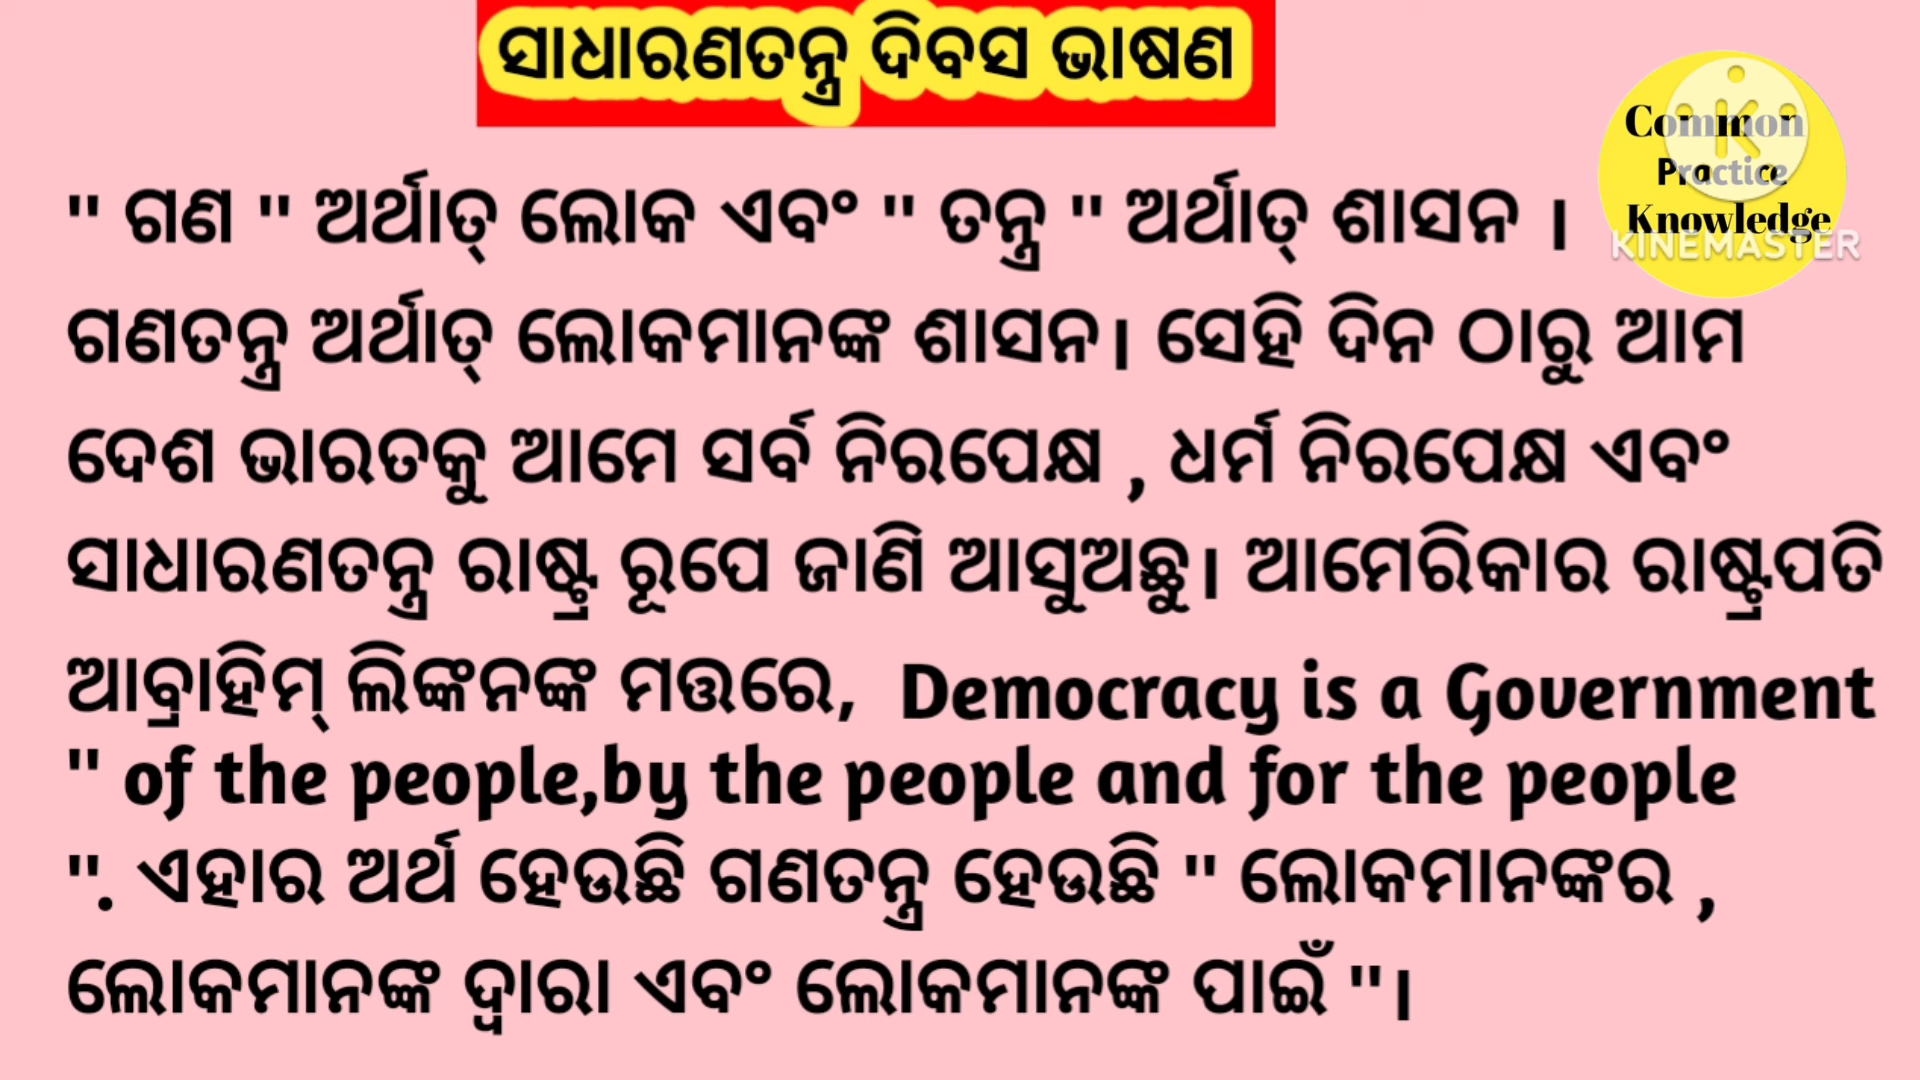 ସାଧାରଣତନ୍ତ୍ର ଦିବସ ଭାଷଣ
Common
Practice
Knowledge
KINEMASTER
" ଗଣ " ଅର୍ଥାତ୍ ଲୋକ ଏବଂ " ତନ୍ତ୍ର " ଅର୍ଥାତ୍ ଶାସନ ।
ଗଣତନ୍ତ୍ର ଅର୍ଥାତ୍ ଲୋକମାନଙ୍କ ଶାସନ। ସେହି ଦିନ ଠାରୁ ଆମ
ଦେଶ ଭାରତକୁ ଆମେ ସର୍ବ ନିରପେକ୍ଷ , ଧର୍ମ ନିରପେକ୍ଷ ଏବଂ
ସାଧାରଣତନ୍ତ୍ର ରାଷ୍ଟ୍ର ରୂପେ ଜାଣି ଆସୁଅଛୁ। ଆମେରିକାର ରାଷ୍ଟ୍ରପତି
ଆବ୍ରାହିମ୍ ଲିଙ୍କନଙ୍କ ମତ୍ତରେ, Democracy is a Government
" of the people,by the people and for the people
". ଏହାର ଅର୍ଥ ହେଉଛି ଗଣତନ୍ତ୍ର ହେଉଛି " ଲୋକମାନଙ୍କର ,
ଲୋକମାନଙ୍କ ଦ୍ଵାରା ଏବଂ ଲୋକମାନଙ୍କ ପାଇଁ "।